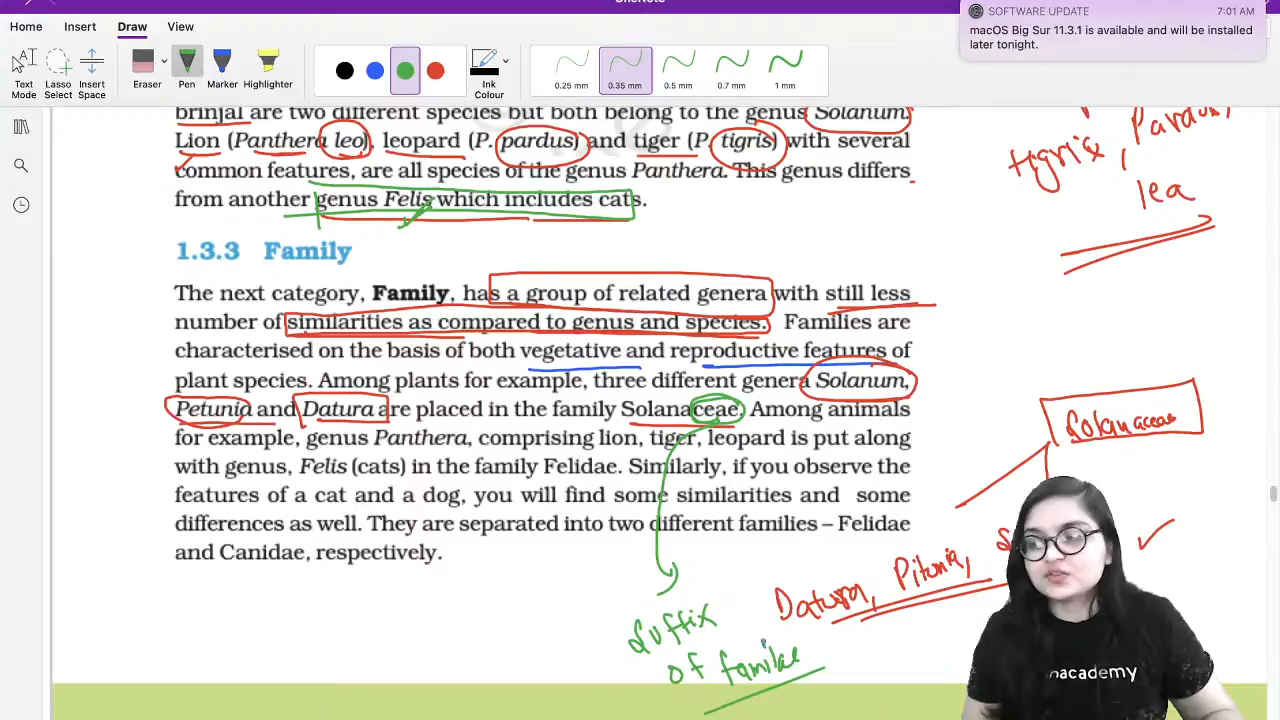 OneNote
SOFTWARE UPDATE 7:01 AM
macOS Big Sur 11.3.1 is available and will be installed
later tonight.
Home Insert Draw View
Text Mode
Lasso Select
Insert Space
Eraser
Pen
Marker
Highlighter
Ink Colour
0.25 mm
0.35 mm
0.5 mm
0.7 mm
1 mm
brinjal are two different species but both belong to the genus Solanum.
Lion (Panthera leo), leopard (P. pardus) and tiger (P. tigris) with several
common features, are all species of the genus Panthera. This genus differs
from another genus Felis which includes cats.
tigris, Pardus,
lea
1.3.3 Family
The next category, Family, has a group of related genera with still less
number of similarities as compared to genus and species. Families are
characterised on the basis of both vegetative and reproductive features of
plant species. Among plants for example, three different genera Solanum,
Petunia and Datura are placed in the family Solanaceae. Among animals
for example, genus Panthera, comprising lion, tiger, leopard is put along
with genus, Felis (cats) in the family Felidae. Similarly, if you observe the
features of a cat and a dog, you will find some similarities and some
differences as well. They are separated into two different families – Felidae
and Canidae, respectively.
Solanaceae
Datura, Pitunia,
Suffix
of familae
nacademy